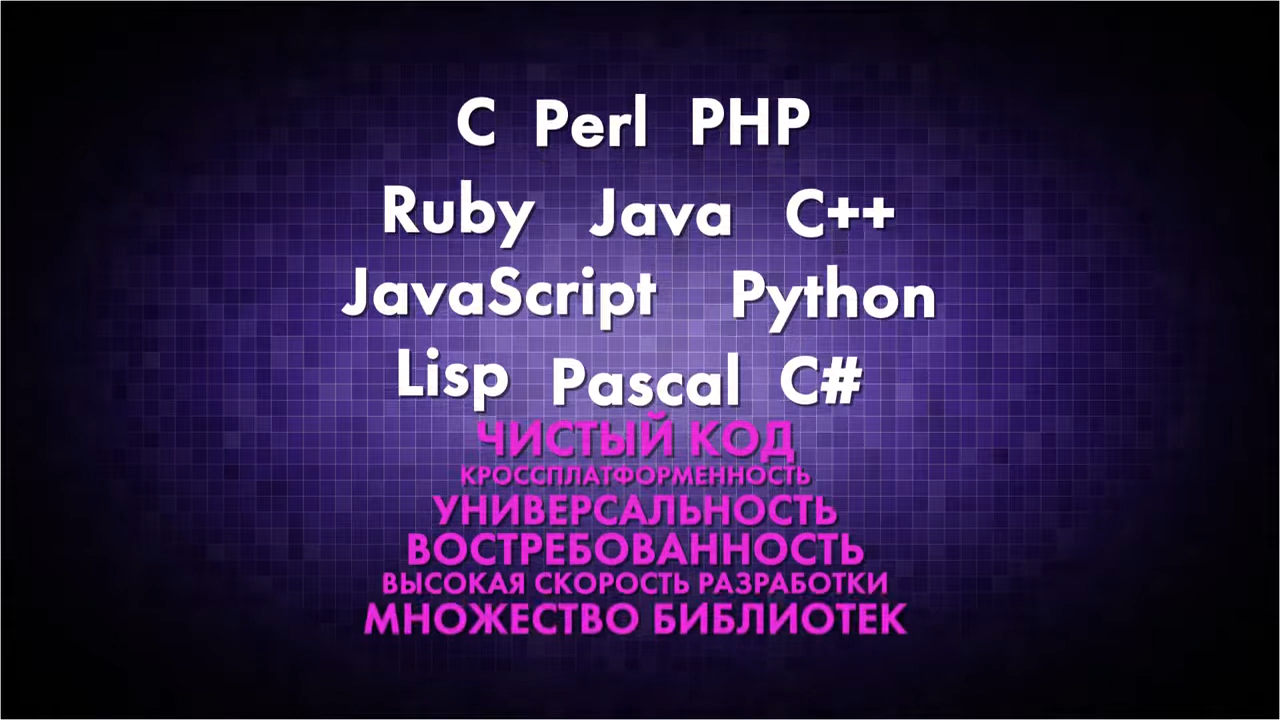 C Perl PHP
Ruby Java C++
JavaScript Python
Lisp Pascal C#
ЧИСТЫЙ КОД
КРОССПЛАТФОРМЕННОСТЬ
УНИВЕРСАЛЬНОСТЬ
ВОСТРЕБОВАННОСТЬ
ВЫСОКАЯ СКОРОСТЬ РАЗРАБОТКИ
МНОЖЕСТВО БИБЛИОТЕК